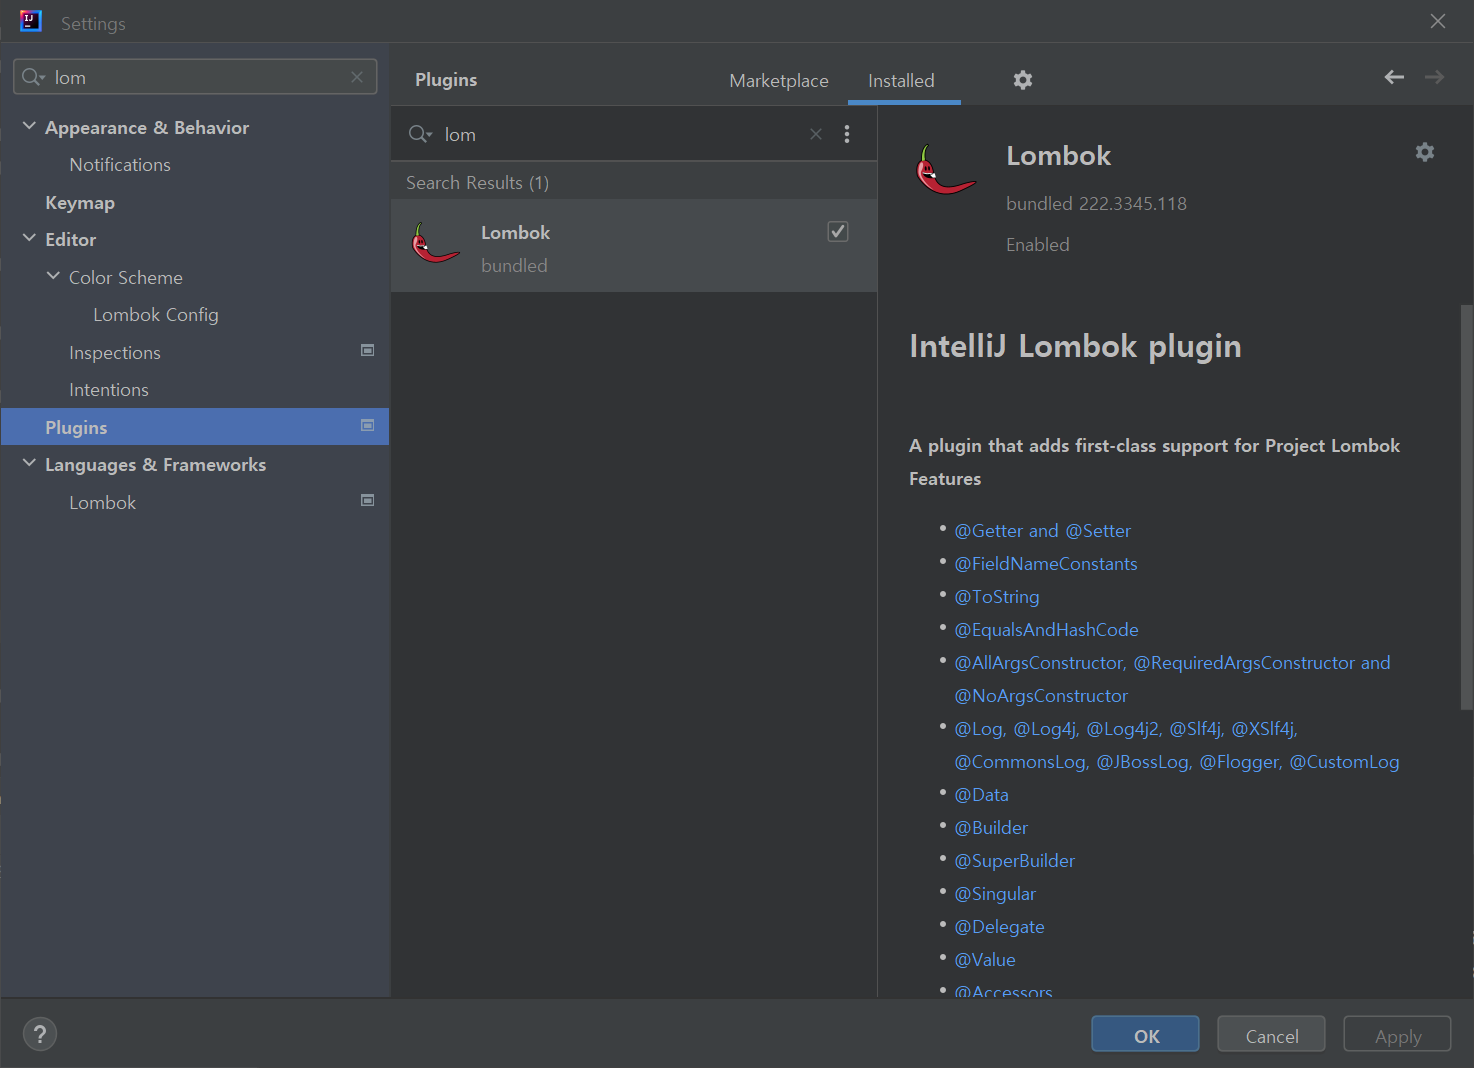 Settings
lom
Appearance & Behavior
Notifications
Keymap
Editor
Color Scheme
Lombok Config
Inspections
Intentions
Plugins
Languages & Frameworks
Lombok
Plugins
Marketplace
Installed
lom
Search Results (1)
Lombok
bundled
Lombok
bundled 222.3345.118
Enabled
IntelliJ Lombok plugin
A plugin that adds first-class support for Project Lombok
Features
• @Getter and @Setter
• @FieldNameConstants
• @ToString
• @EqualsAndHashCode
• @AllArgsConstructor, @RequiredArgsConstructor and
@NoArgsConstructor
• @Log, @Log4j, @Log4j2, @Slf4j, @XSlf4j,
@CommonsLog, @JBossLog, @Flogger, @CustomLog
• @Data
• @Builder
• @SuperBuilder
• @Singular
• @Delegate
• @Value
• @Accessors
?
OK
Cancel
Apply